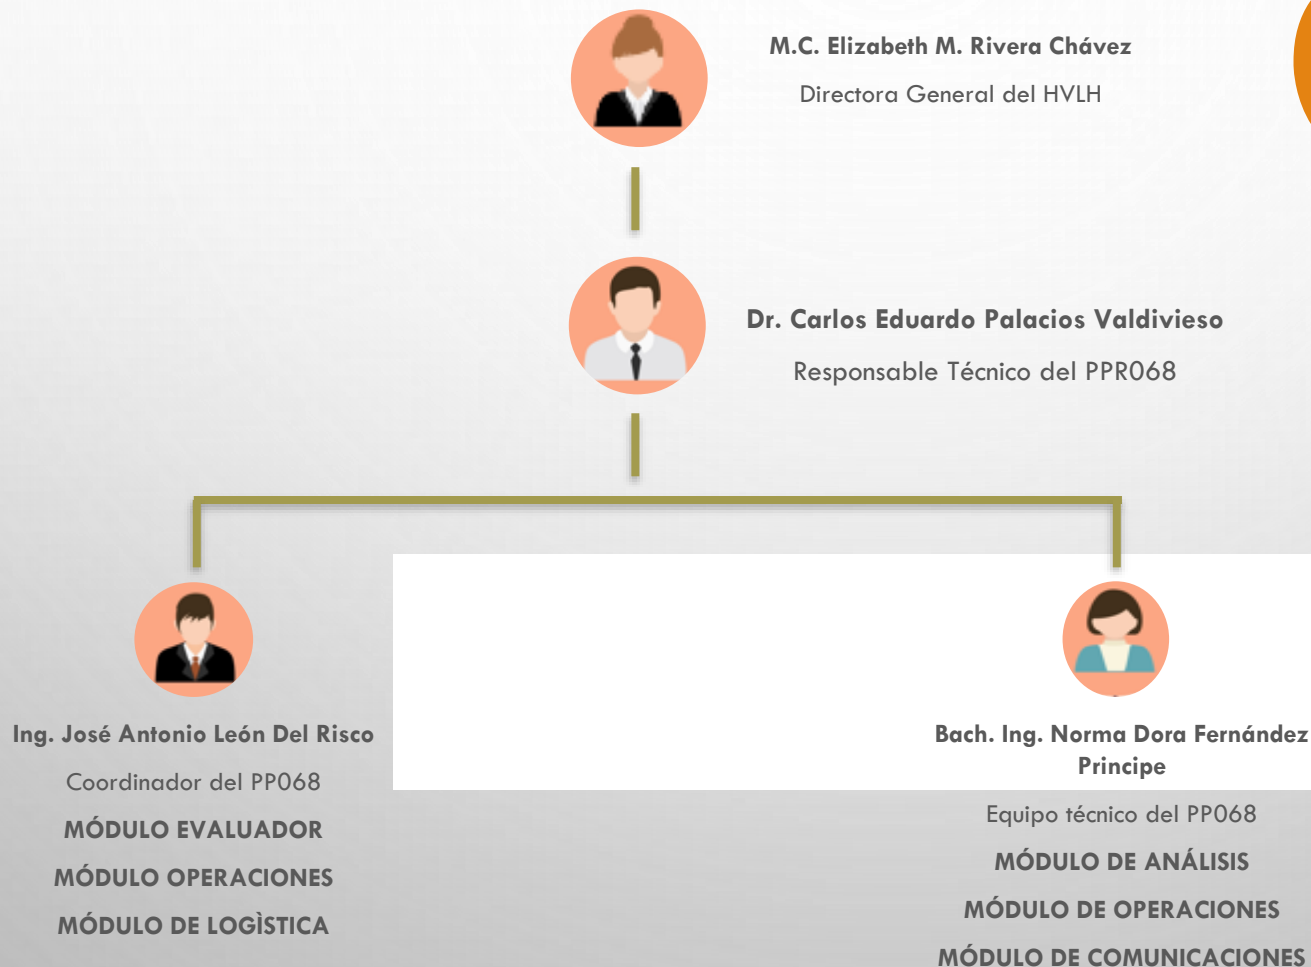 M.C. Elizabeth M. Rivera Chávez
Directora General del HVLH
Dr. Carlos Eduardo Palacios Valdivieso
Responsable Técnico del PPR068
Ing. José Antonio León Del Risco
Coordinador del PP068
MÓDULO EVALUADOR
MÓDULO OPERACIONES
MÓDULO DE LOGÌSTICA
Bach. Ing. Norma Dora Fernández
Principe
Equipo técnico del PP068
MÓDULO DE ANÁLISIS
MÓDULO DE OPERACIONES
MÓDULO DE COMUNICACIONES